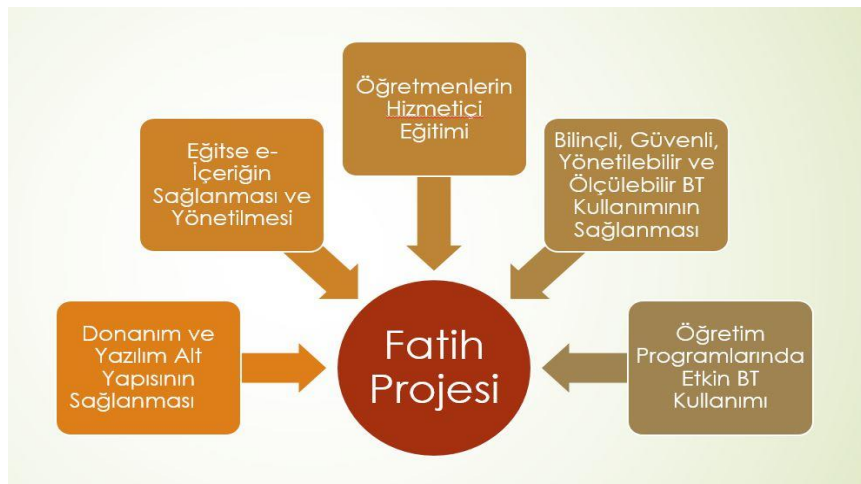 Öğretmenlerin
Hizmetiçi
Eğitimi
Eğitse e-
İçeriğin
Sağlanması ve
Yönetilmesi
Bilinçli, Güvenli,
Yönetilebilir ve
Ölçülebilir BT
Kullanımının
Sağlanması
Donanım ve
Yazılım Alt
Yapısının
Sağlanması
Fatih
Projesi
Öğretim
Programlarında
Etkin BT
Kullanımı